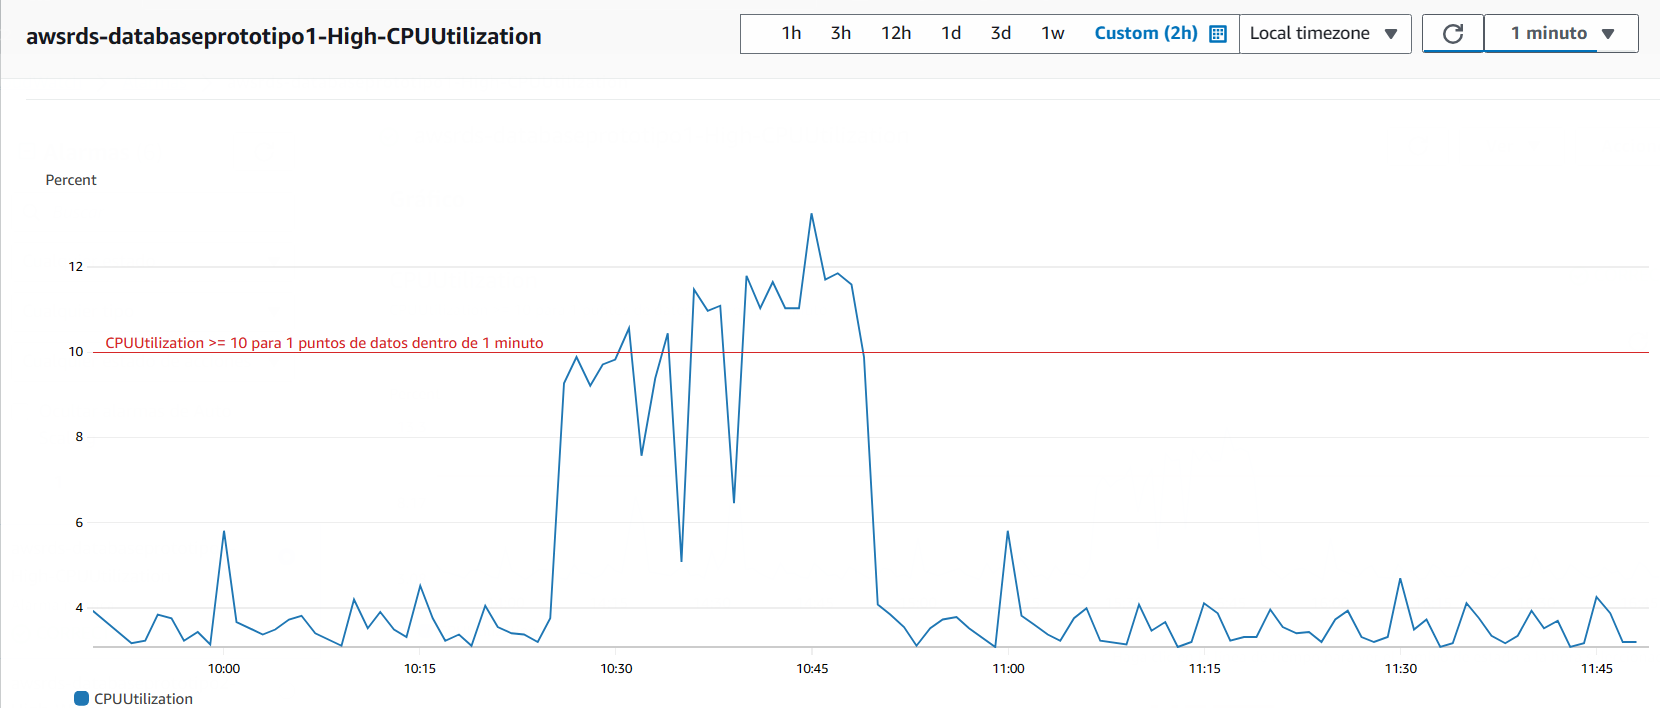 awsrds-databaseprototipo1-High-CPUUtilization
1h 3h 12h 1d 3d 1w Custom (2h) Local timezone 1 minuto
Percent
12
CPUUtilization >= 10 para 1 puntos de datos dentro de 1 minuto
10
8
6
4
10:00 10:15 10:30 10:45 11:00 11:15 11:30 11:45
CPUUtilization